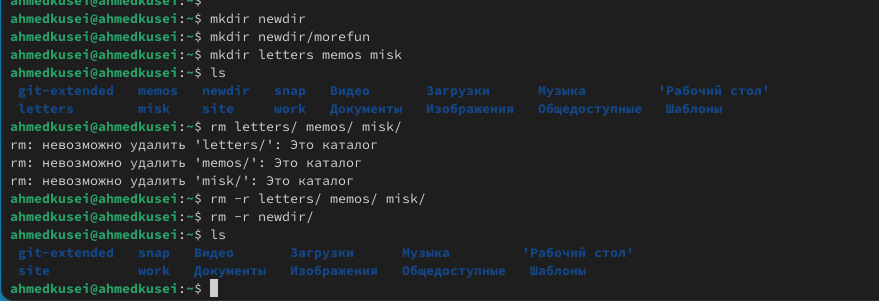 ahmedkusei@ahmedkusei:~$
ahmedkusei@ahmedkusei:~$ mkdir newdir
ahmedkusei@ahmedkusei:~$ mkdir newdir/morefun
ahmedkusei@ahmedkusei:~$ mkdir letters memos misk
ahmedkusei@ahmedkusei:~$ ls
git-extended memos newdir snap Видео Загрузки Музыка 'Рабочий стол'
letters misk site work Документы Изображения Общедоступные Шаблоны
ahmedkusei@ahmedkusei:~$ rm letters/ memos/ misk/
rm: невозможно удалить 'letters/': Это каталог
rm: невозможно удалить 'memos/': Это каталог
rm: невозможно удалить 'misk/': Это каталог
ahmedkusei@ahmedkusei:~$ rm -r letters/ memos/ misk/
ahmedkusei@ahmedkusei:~$ rm -r newdir/
ahmedkusei@ahmedkusei:~$ ls
git-extended snap Видео Загрузки Музыка 'Рабочий стол'
site work Документы Изображения Общедоступные Шаблоны
ahmedkusei@ahmedkusei:~$